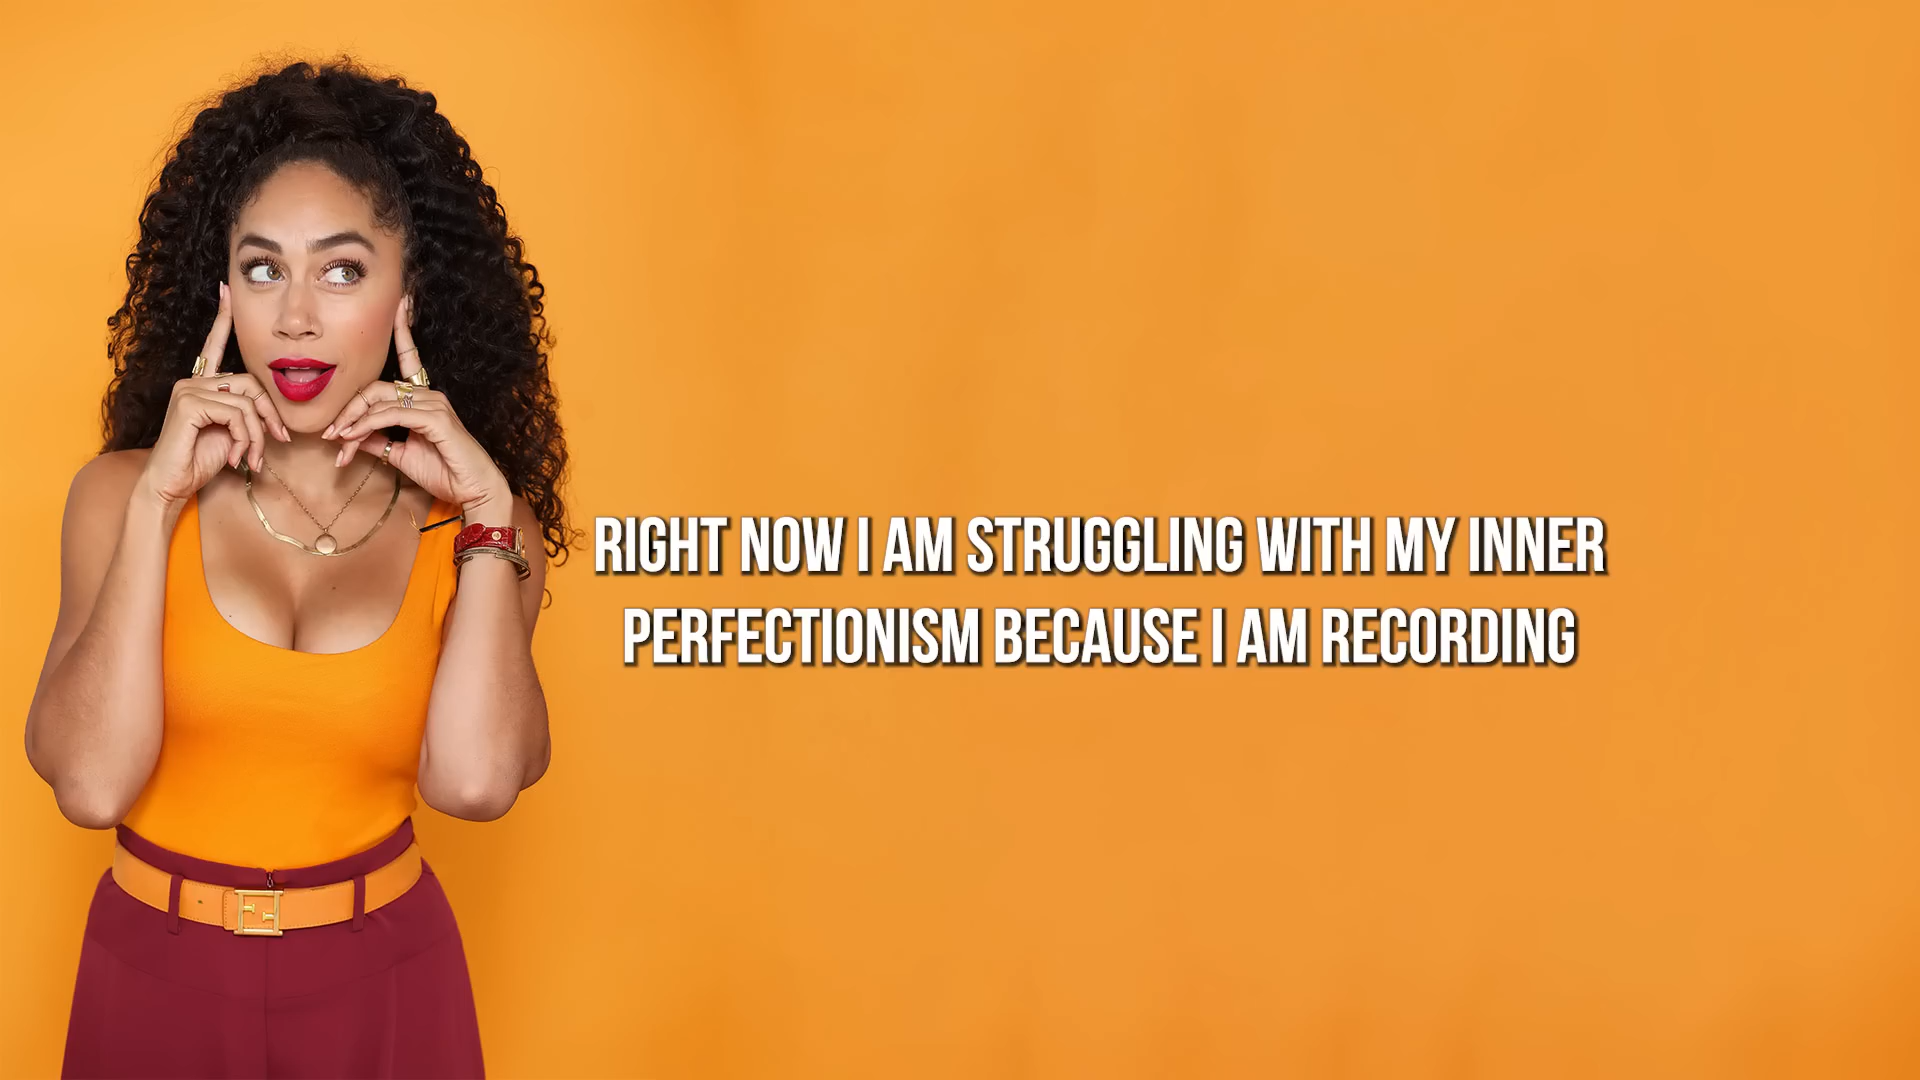 RIGHT NOW I AM STRUGGLING WITH MY INNER
PERFECTIONISM BECAUSE I AM RECORDING